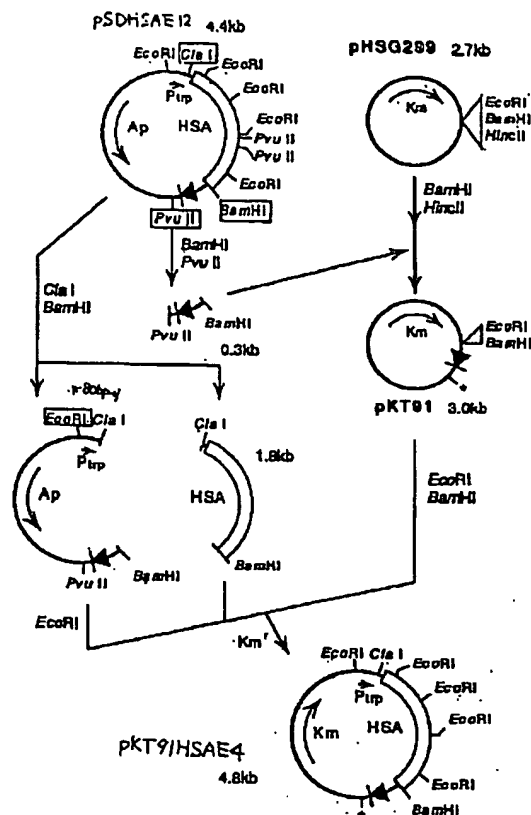 pSDHSAE12 4.4kb
EcoRI Cla I EcoRI
Ptrp
EcoRI
Ap HSA
EcoRI
Pvu II
Pvu II
EcoRI
Pvu II BamHI
BamHI
Pvu II
Cla I
BamHI
Pvu II BamHI
0.3kb
pHSG299 2.7kb
Km
EcoRI
BamHI
HincII
BamHI
HincII
Km
EcoRI
BamHI
*
pKT91 3.0kb
EcoRI Cla I
Ptrp
Ap
BamHI
Pvu II
EcoRI
Cla I
1.8kb
HSA
BamHI
EcoRI
BamHI
Kmr
pKT91HSAE4
4.8kb
EcoRI Cla I EcoRI
Ptrp
EcoRI
Km HSA
EcoRI
EcoRI
BamHI
*